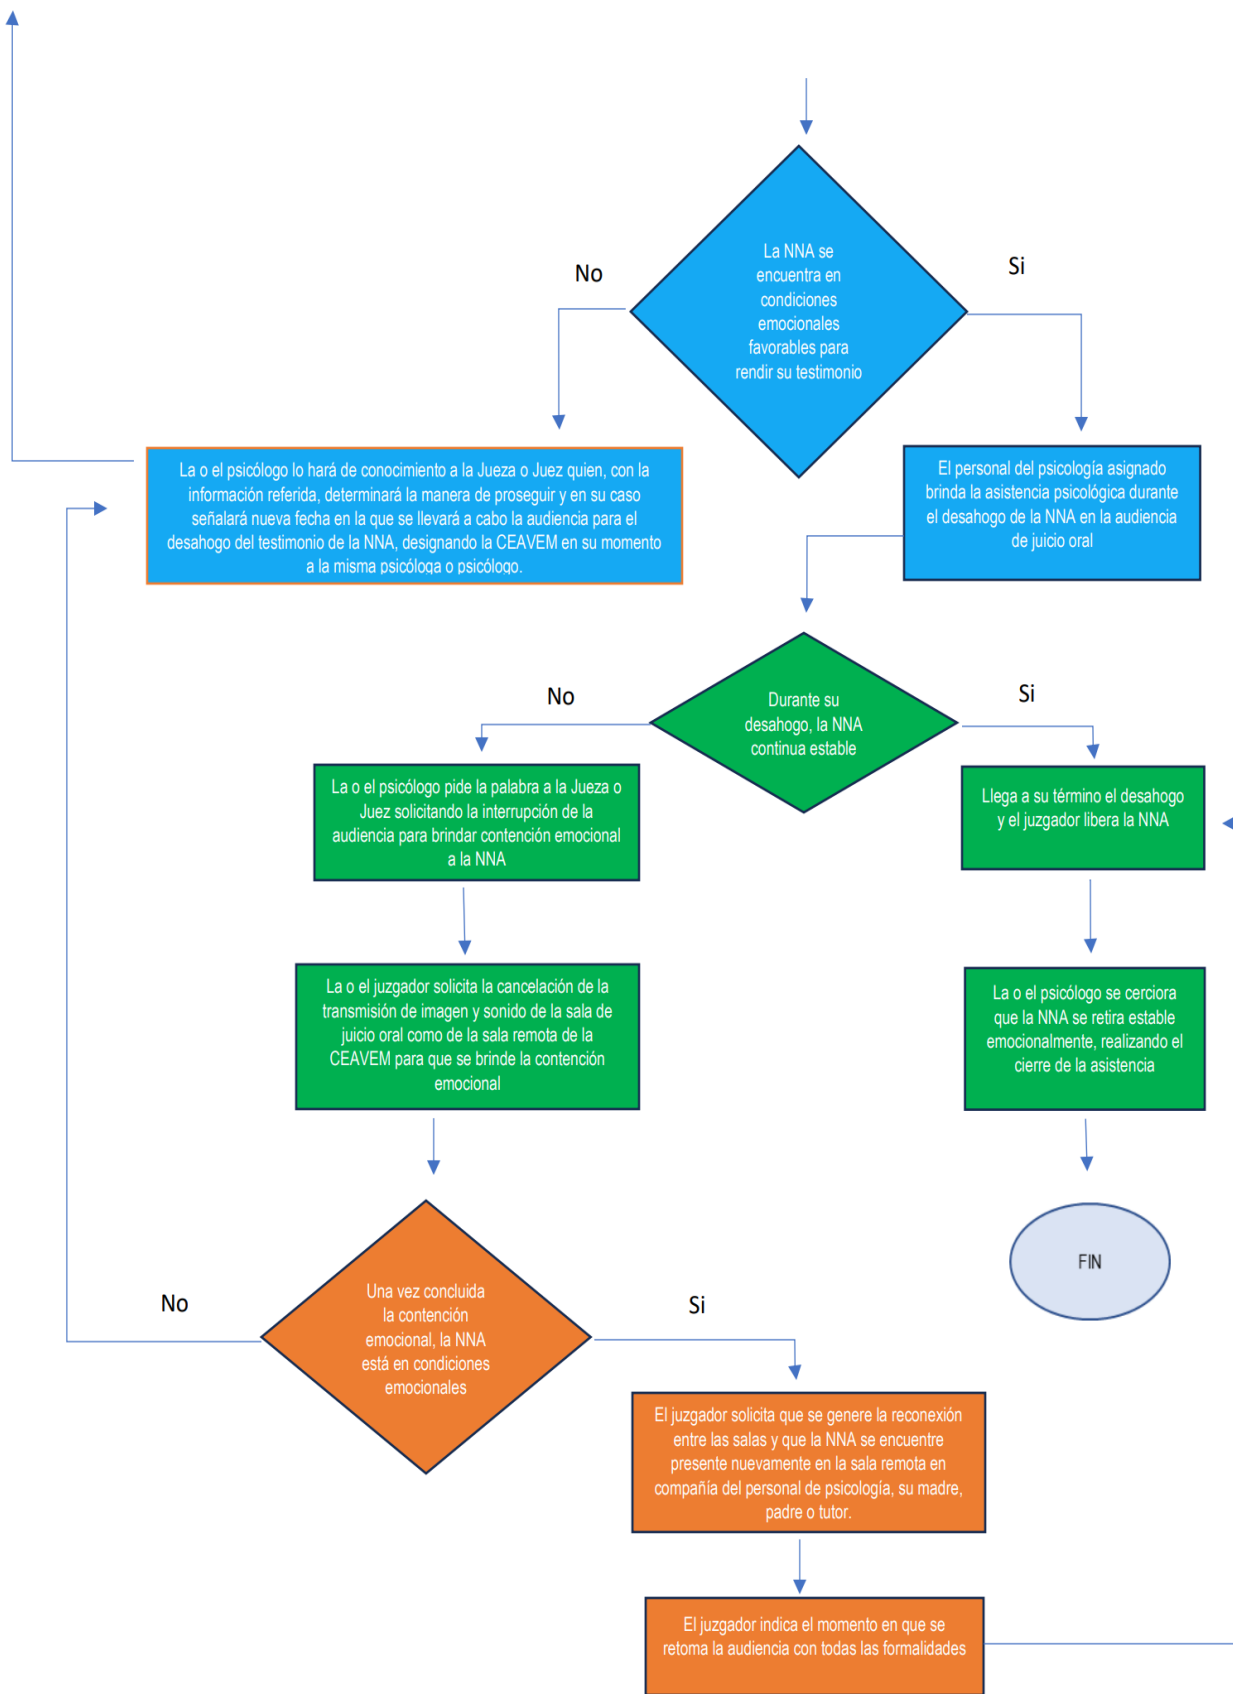 La NNA se
encuentra en
condiciones
emocionales
favorables para
rendir su testimonio
No
Si
La o el psicólogo lo hará de conocimiento a la Jueza o Juez quien, con la
información referida, determinará la manera de proseguir y en su caso
señalará nueva fecha en la que se llevará a cabo la audiencia para el
desahogo del testimonio de la NNA, designando la CEAVEM en su momento
a la misma psicóloga o psicólogo.
El personal del psicología asignado
brinda la asistencia psicológica durante
el desahogo de la NNA en la audiencia
de juicio oral
Durante su
desahogo, la NNA
continua estable
No
Si
La o el psicólogo pide la palabra a la Jueza o
Juez solicitando la interrupción de la
audiencia para brindar contención emocional
a la NNA
Llega a su término el desahogo
y el juzgador libera la NNA
La o el juzgador solicita la cancelación de la
transmisión de imagen y sonido de la sala de
juicio oral como de la sala remota de la
CEAVEM para que se brinde la contención
emocional
La o el psicólogo se cerciora
que la NNA se retira estable
emocionalmente, realizando el
cierre de la asistencia
FIN
Una vez concluida
la contención
emocional, la NNA
está en condiciones
emocionales
No
Si
El juzgador solicita que se genere la reconexión
entre las salas y que la NNA se encuentre
presente nuevamente en la sala remota en
compañía del personal de psicología, su madre,
padre o tutor.
El juzgador indica el momento en que se
retoma la audiencia con todas las formalidades